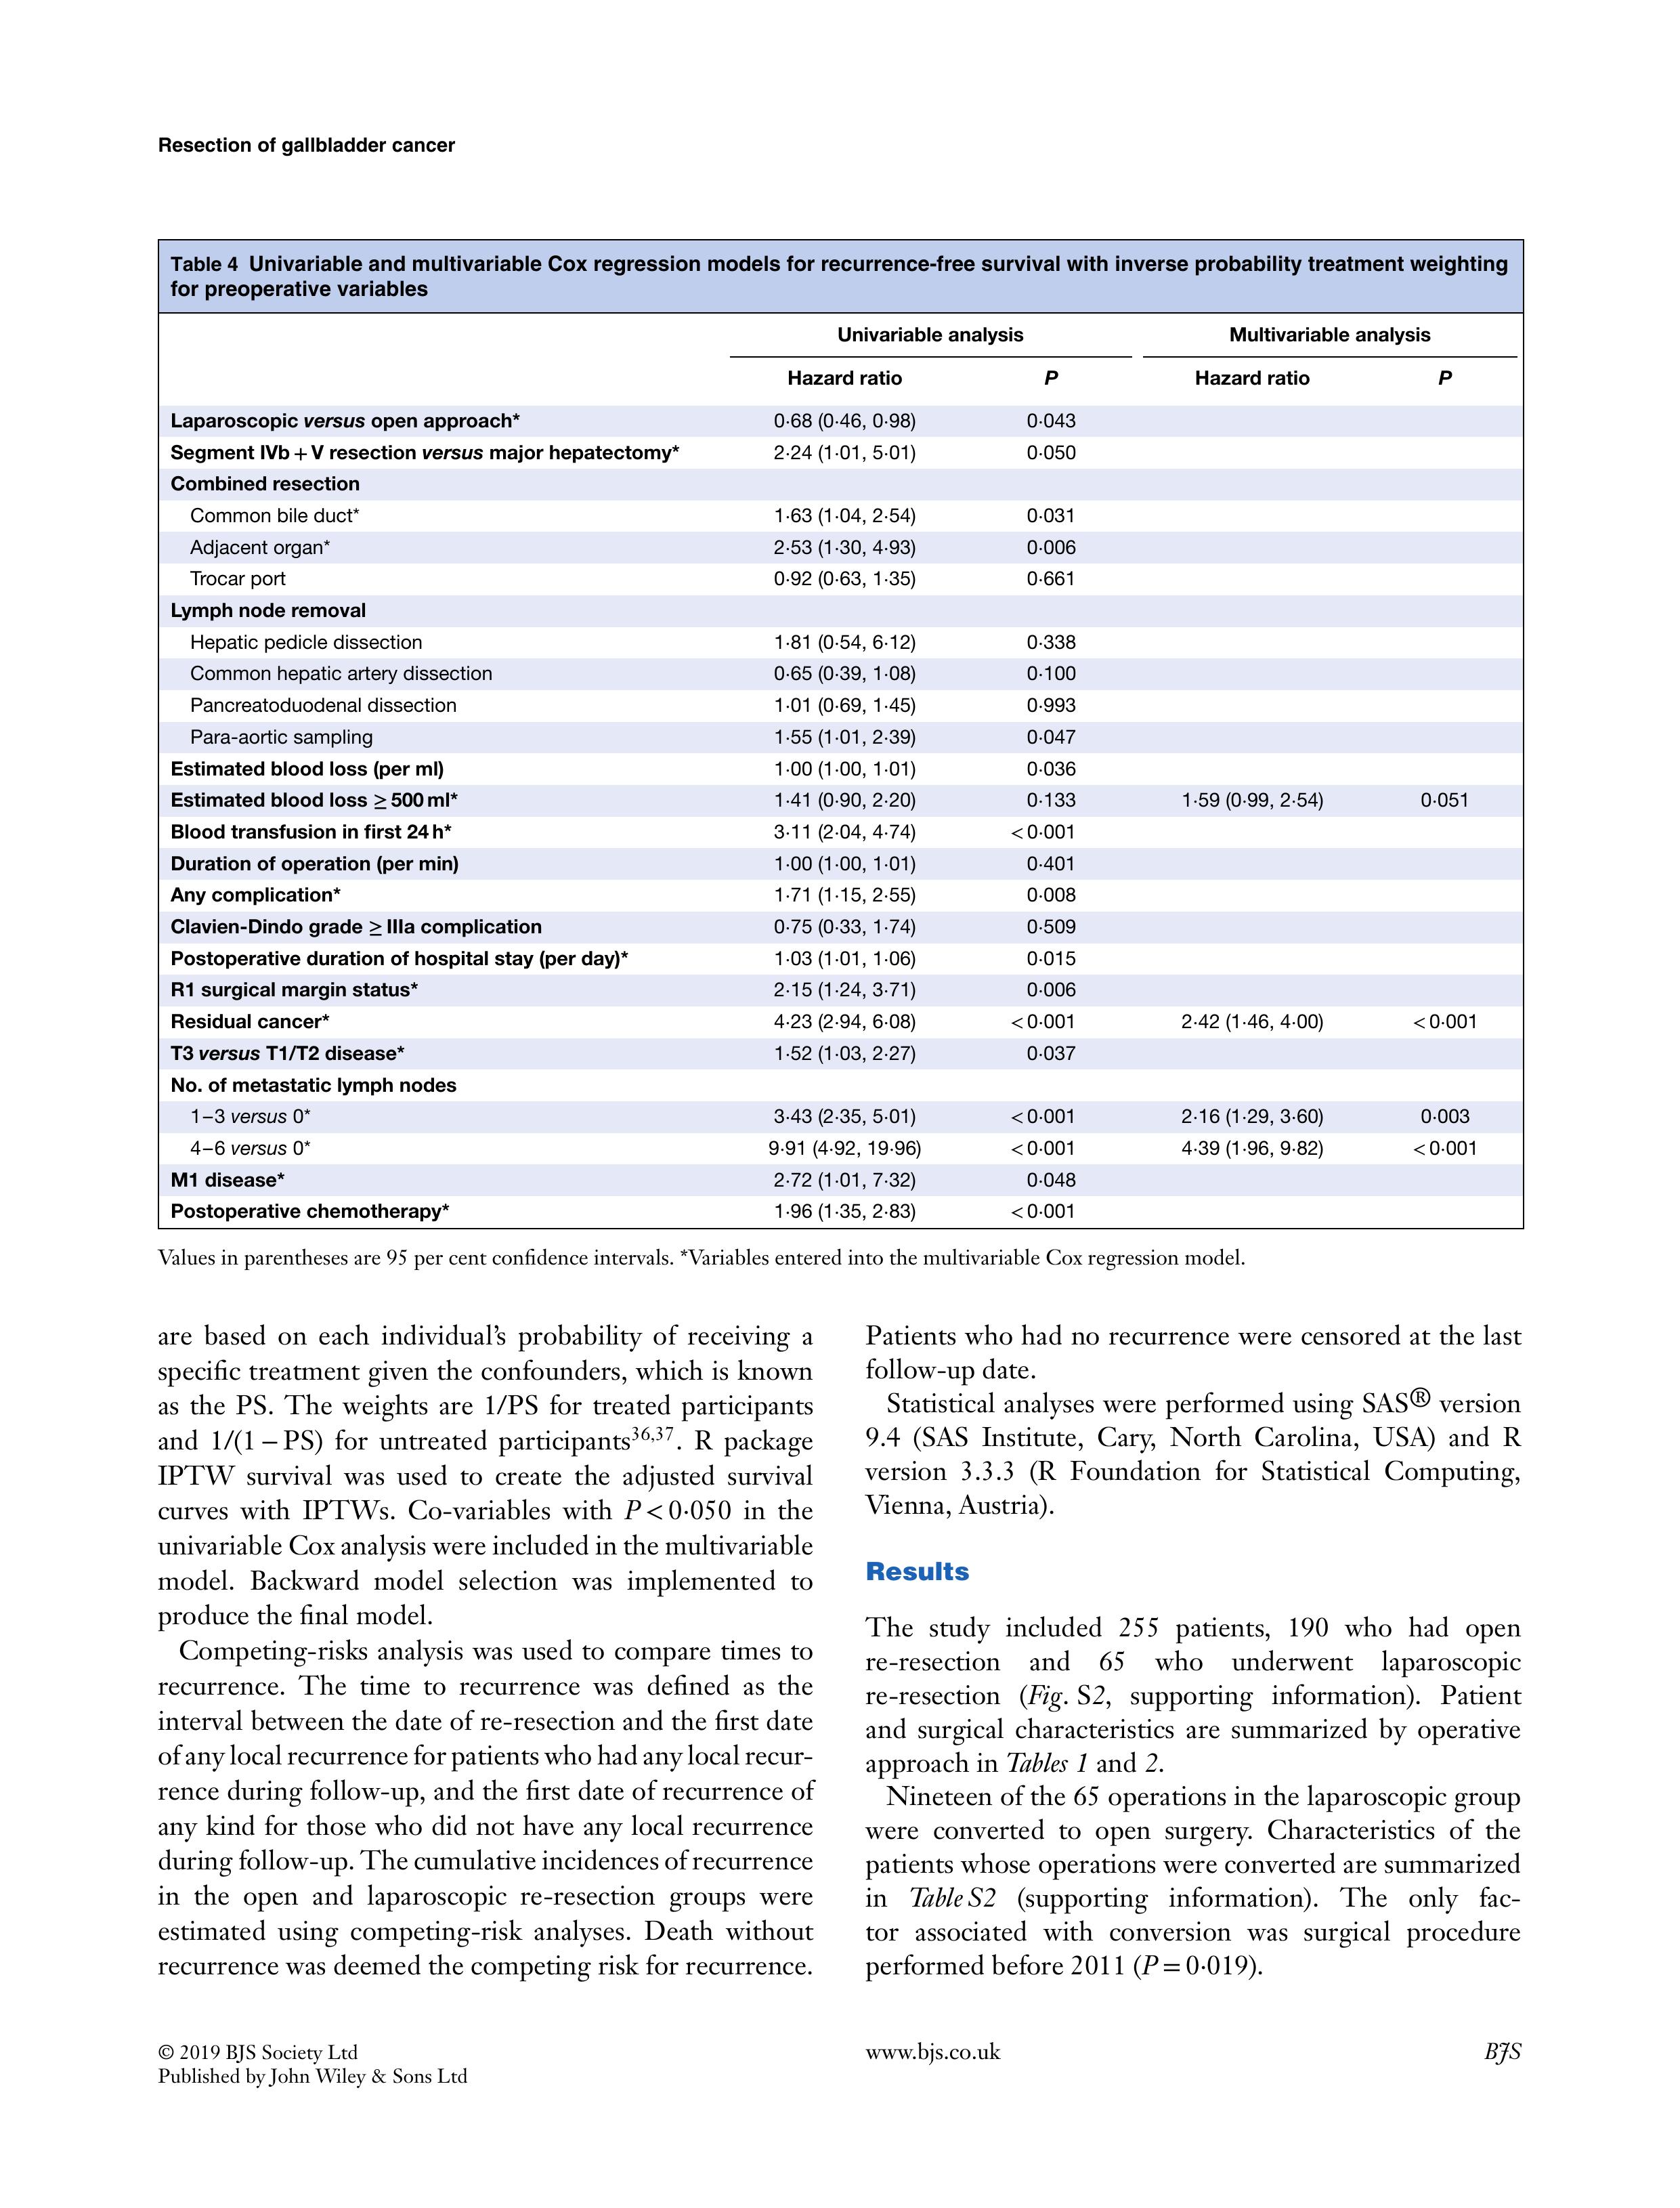 Resection of gallbladder cancer
Table 4 Univariable and multivariable Cox regression models for recurrence-free survival with inverse probability treatment weighting
for preoperative variables
Univariable analysis Multivariable analysis
Hazard ratio P Hazard ratio P
Laparoscopic versus open approach* 0·68 (0·46, 0·98) 0·043
Segment IVb + V resection versus major hepatectomy* 2·24 (1·01, 5·01) 0·050
Combined resection
Common bile duct* 1·63 (1·04, 2·54) 0·031
Adjacent organ* 2·53 (1·30, 4·93) 0·006
Trocar port 0·92 (0·63, 1·35) 0·661
Lymph node removal
Hepatic pedicle dissection 1·81 (0·54, 6·12) 0·338
Common hepatic artery dissection 0·65 (0·39, 1·08) 0·100
Pancreatoduodenal dissection 1·01 (0·69, 1·45) 0·993
Para-aortic sampling 1·55 (1·01, 2·39) 0·047
Estimated blood loss (per ml) 1·00 (1·00, 1·01) 0·036
Estimated blood loss ≥ 500 ml* 1·41 (0·90, 2·20) 0·133 1·59 (0·99, 2·54) 0·051
Blood transfusion in first 24 h* 3·11 (2·04, 4·74) < 0·001
Duration of operation (per min) 1·00 (1·00, 1·01) 0·401
Any complication* 1·71 (1·15, 2·55) 0·008
Clavien-Dindo grade ≥ IIIa complication 0·75 (0·33, 1·74) 0·509
Postoperative duration of hospital stay (per day)* 1·03 (1·01, 1·06) 0·015
R1 surgical margin status* 2·15 (1·24, 3·71) 0·006
Residual cancer* 4·23 (2·94, 6·08) < 0·001 2·42 (1·46, 4·00) < 0·001
T3 versus T1/T2 disease* 1·52 (1·03, 2·27) 0·037
No. of metastatic lymph nodes
1–3 versus 0* 3·43 (2·35, 5·01) < 0·001 2·16 (1·29, 3·60) 0·003
4–6 versus 0* 9·91 (4·92, 19·96) < 0·001 4·39 (1·96, 9·82) < 0·001
M1 disease* 2·72 (1·01, 7·32) 0·048
Postoperative chemotherapy* 1·96 (1·35, 2·83) < 0·001
Values in parentheses are 95 per cent confidence intervals. *Variables entered into the multivariable Cox regression model.
are based on each individual's probability of receiving a
specific treatment given the confounders, which is known
as the PS. The weights are 1/PS for treated participants
and 1/(1 – PS) for untreated participants36,37. R package
IPTW survival was used to create the adjusted survival
curves with IPTWs. Co-variables with P < 0·050 in the
univariable Cox analysis were included in the multivariable
model. Backward model selection was implemented to
produce the final model.
Competing-risks analysis was used to compare times to
recurrence. The time to recurrence was defined as the
interval between the date of re-resection and the first date
of any local recurrence for patients who had any local recur-
rence during follow-up, and the first date of recurrence of
any kind for those who did not have any local recurrence
during follow-up. The cumulative incidences of recurrence
in the open and laparoscopic re-resection groups were
estimated using competing-risk analyses. Death without
recurrence was deemed the competing risk for recurrence.
Patients who had no recurrence were censored at the last
follow-up date.
Statistical analyses were performed using SAS® version
9.4 (SAS Institute, Cary, North Carolina, USA) and R
version 3.3.3 (R Foundation for Statistical Computing,
Vienna, Austria).
Results
The study included 255 patients, 190 who had open
re-resection and 65 who underwent laparoscopic
re-resection (Fig. S2, supporting information). Patient
and surgical characteristics are summarized by operative
approach in Tables 1 and 2.
Nineteen of the 65 operations in the laparoscopic group
were converted to open surgery. Characteristics of the
patients whose operations were converted are summarized
in Table S2 (supporting information). The only fac-
tor associated with conversion was surgical procedure
performed before 2011 (P = 0·019).
© 2019 BJS Society Ltd www.bjs.co.uk BJS
Published by John Wiley & Sons Ltd